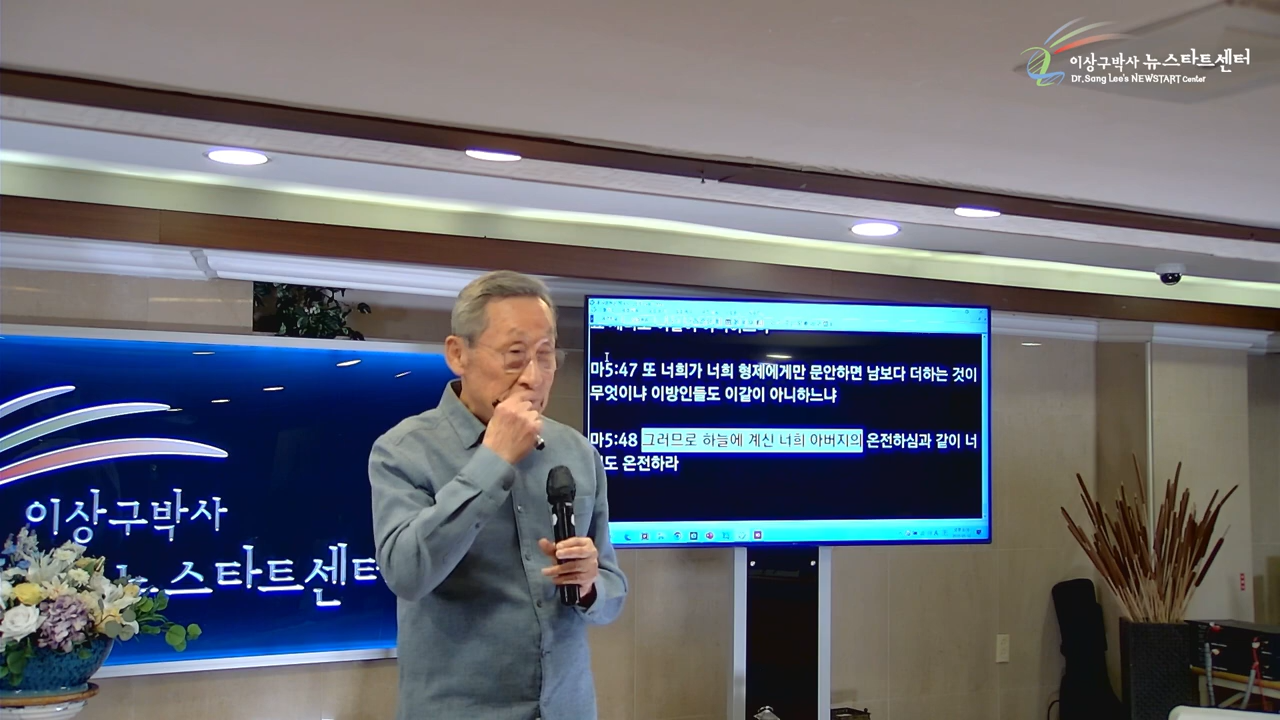 이상구박사 뉴스타트센터
Dr. Sang Lee's NEWSTART Center
마5:47 또 너희가 너희 형제에게만 문안하면 남보다 더하는 것이
무엇이냐 이방인들도 이같이 아니하느냐
마5:48 그러므로 하늘에 계신 너희 아버지의 온전하심과 같이 너
도 온전하라
이상구박사
뉴스타트센터